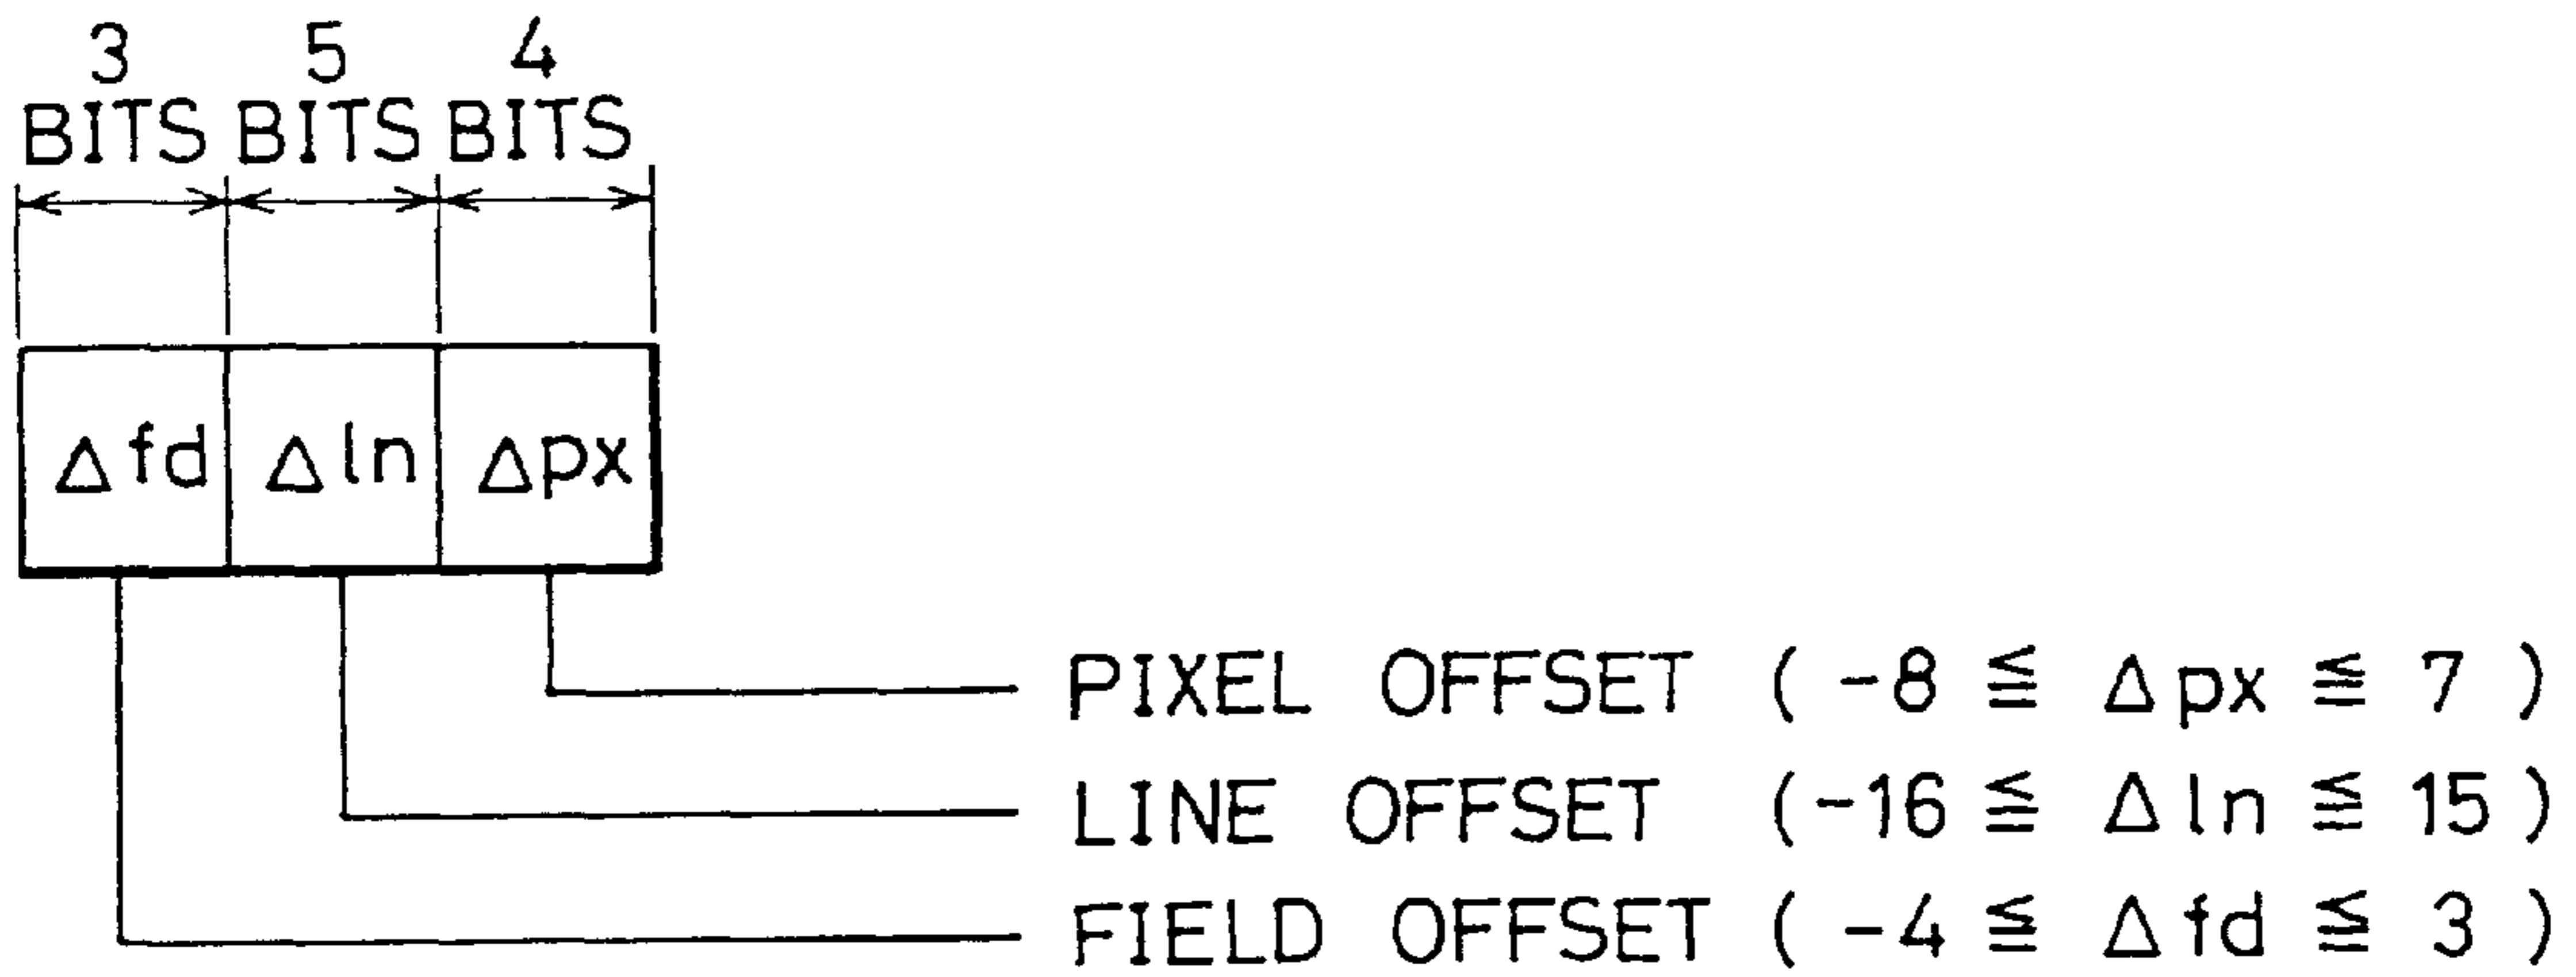 3 5 4
BITS BITS BITS
Δfd Δln Δpx
PIXEL OFFSET ( -8 ≦ Δpx ≦ 7 )
LINE OFFSET (-16 ≦ Δln ≦ 15 )
FIELD OFFSET ( -4 ≦ Δfd ≦ 3 )